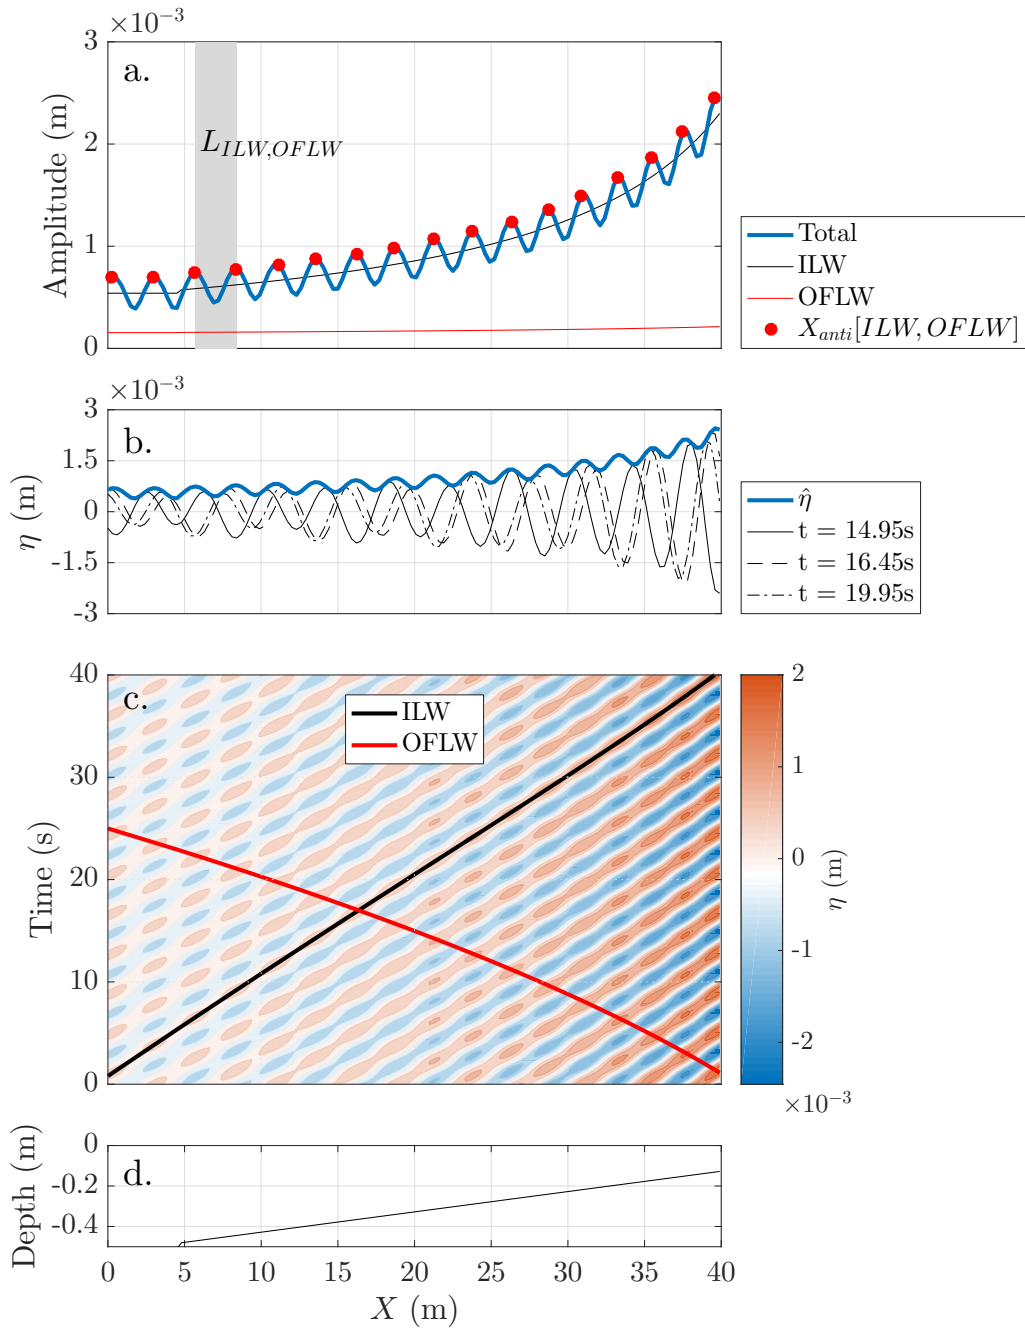 ×10⁻³
3
2
1
0
Amplitude (m)
a.
L_{ILW,OFLW}
Total
ILW
OFLW
X_{anti}[ILW, OFLW]
×10⁻³
3
1.5
0
-1.5
-3
η (m)
b.
η̂
t = 14.95s
t = 16.45s
t = 19.95s
40
30
20
10
0
Time (s)
c.
ILW
OFLW
2
1
0
-1
-2
η (m)
×10⁻³
0
-0.2
-0.4
Depth (m)
d.
0 5 10 15 20 25 30 35 40
X (m)